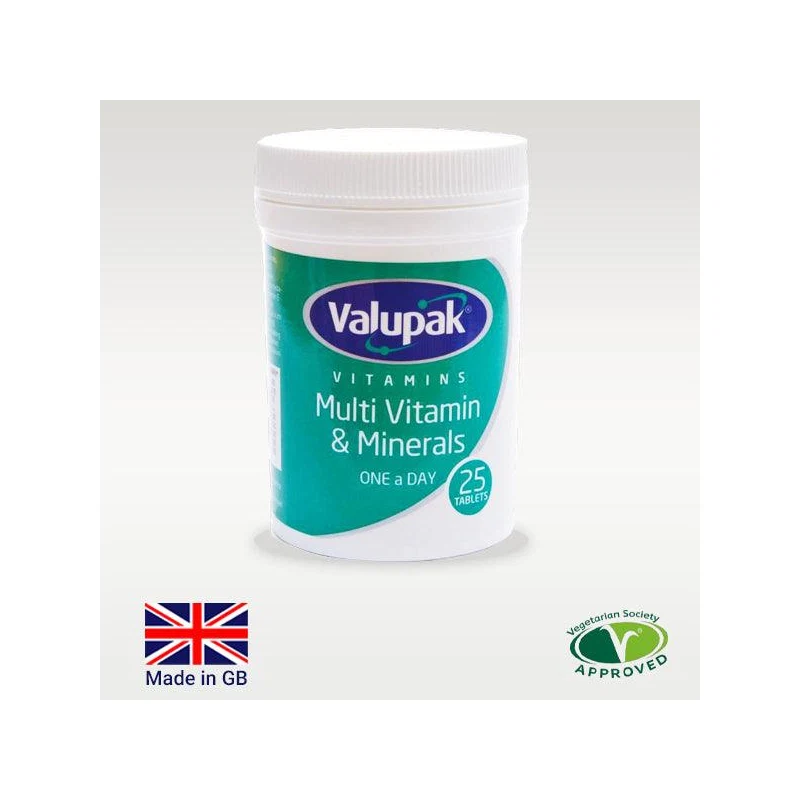 Valupak®
VITAMINS
Multi Vitamin
& Minerals
ONE a DAY
25
TABLETS
Made in GB
Vegetarian Society
APPROVED